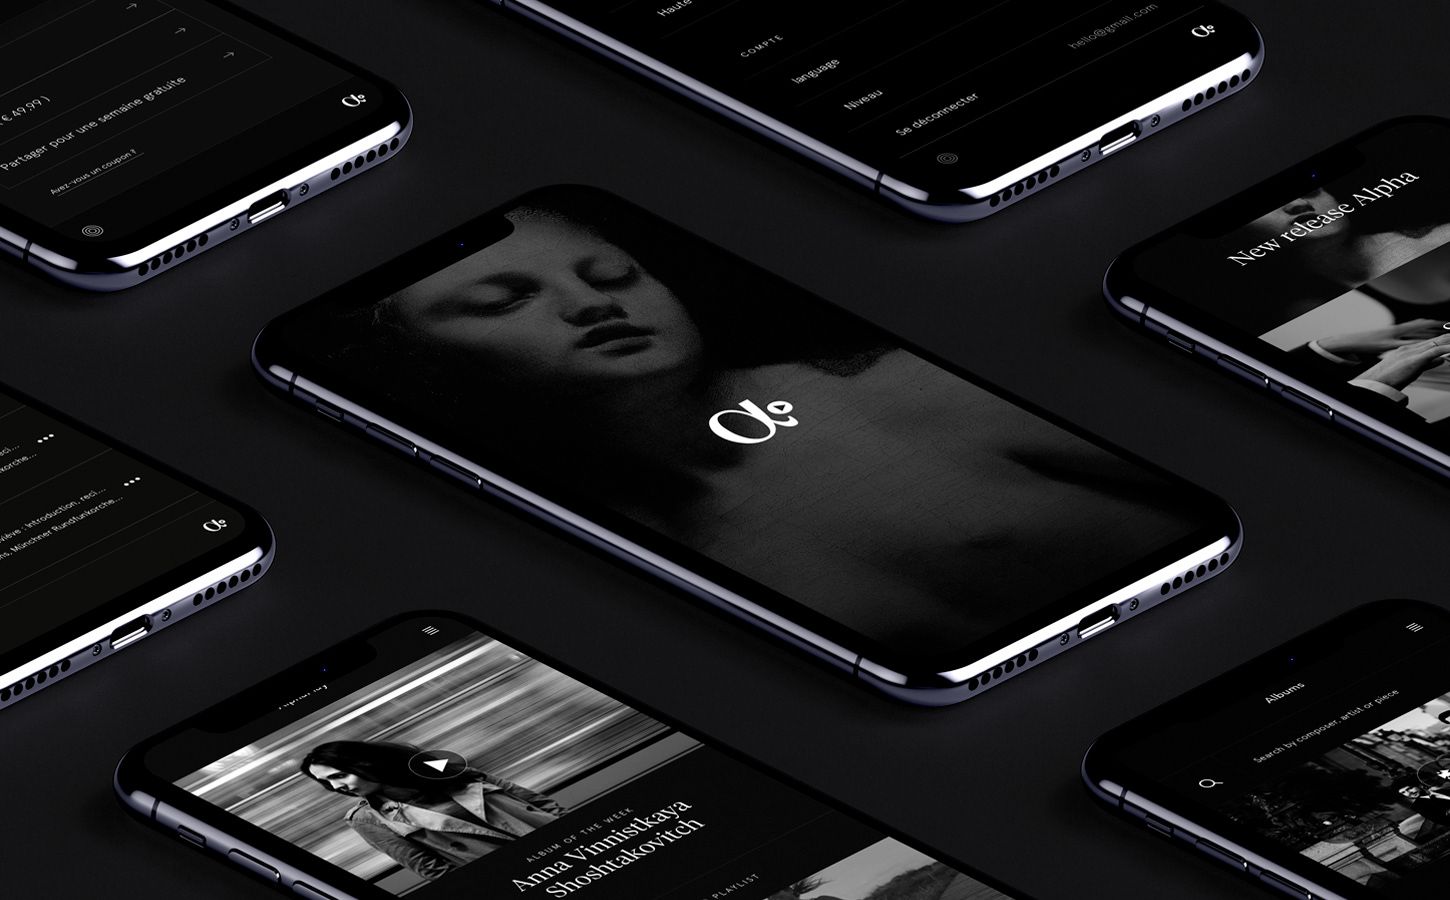 € 49.99 )
Partager pour une semaine gratuite
Avez-vous un coupon ?
Haute
COMPTE
language
hello@gmail.com
Niveau
Se déconnecter
New release Alpha
: Introduction, reci...
Münchner Rundfunkorche...
ALBUM OF THE WEEK
Anna Vinnistkaya
Shoshtakovitch
PLAYLIST
Albums
Search by composer, artist or piece